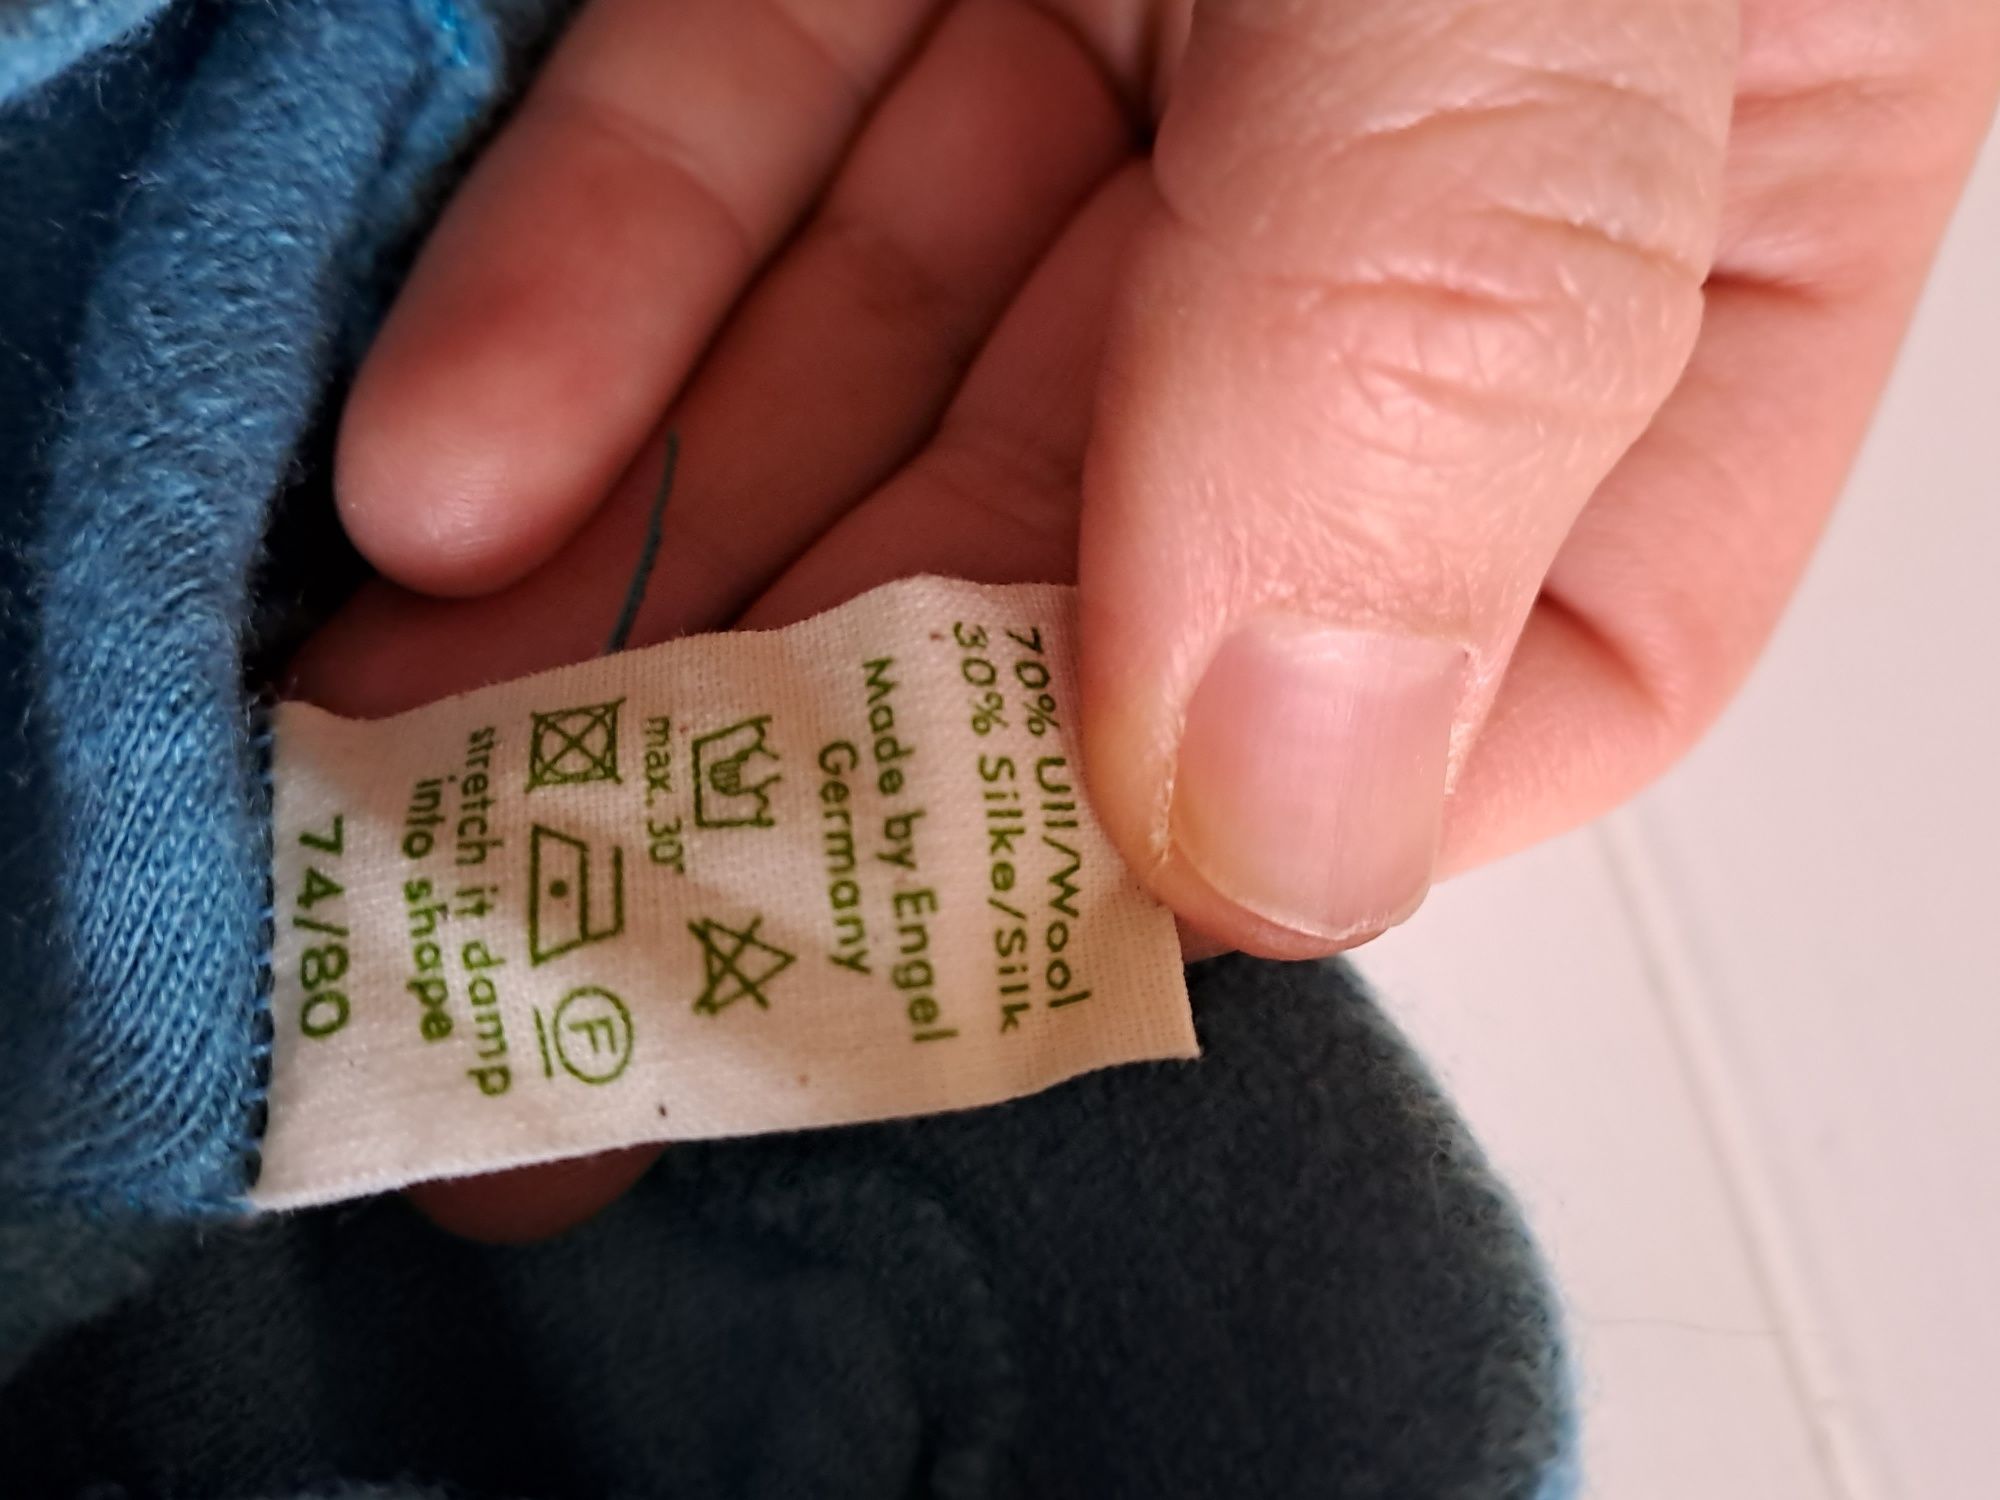 70% Ull/Wool
30% Silke/Silk
Made by Engel
Germany
max. 30°
F
stretch it damp
into shape
74/80